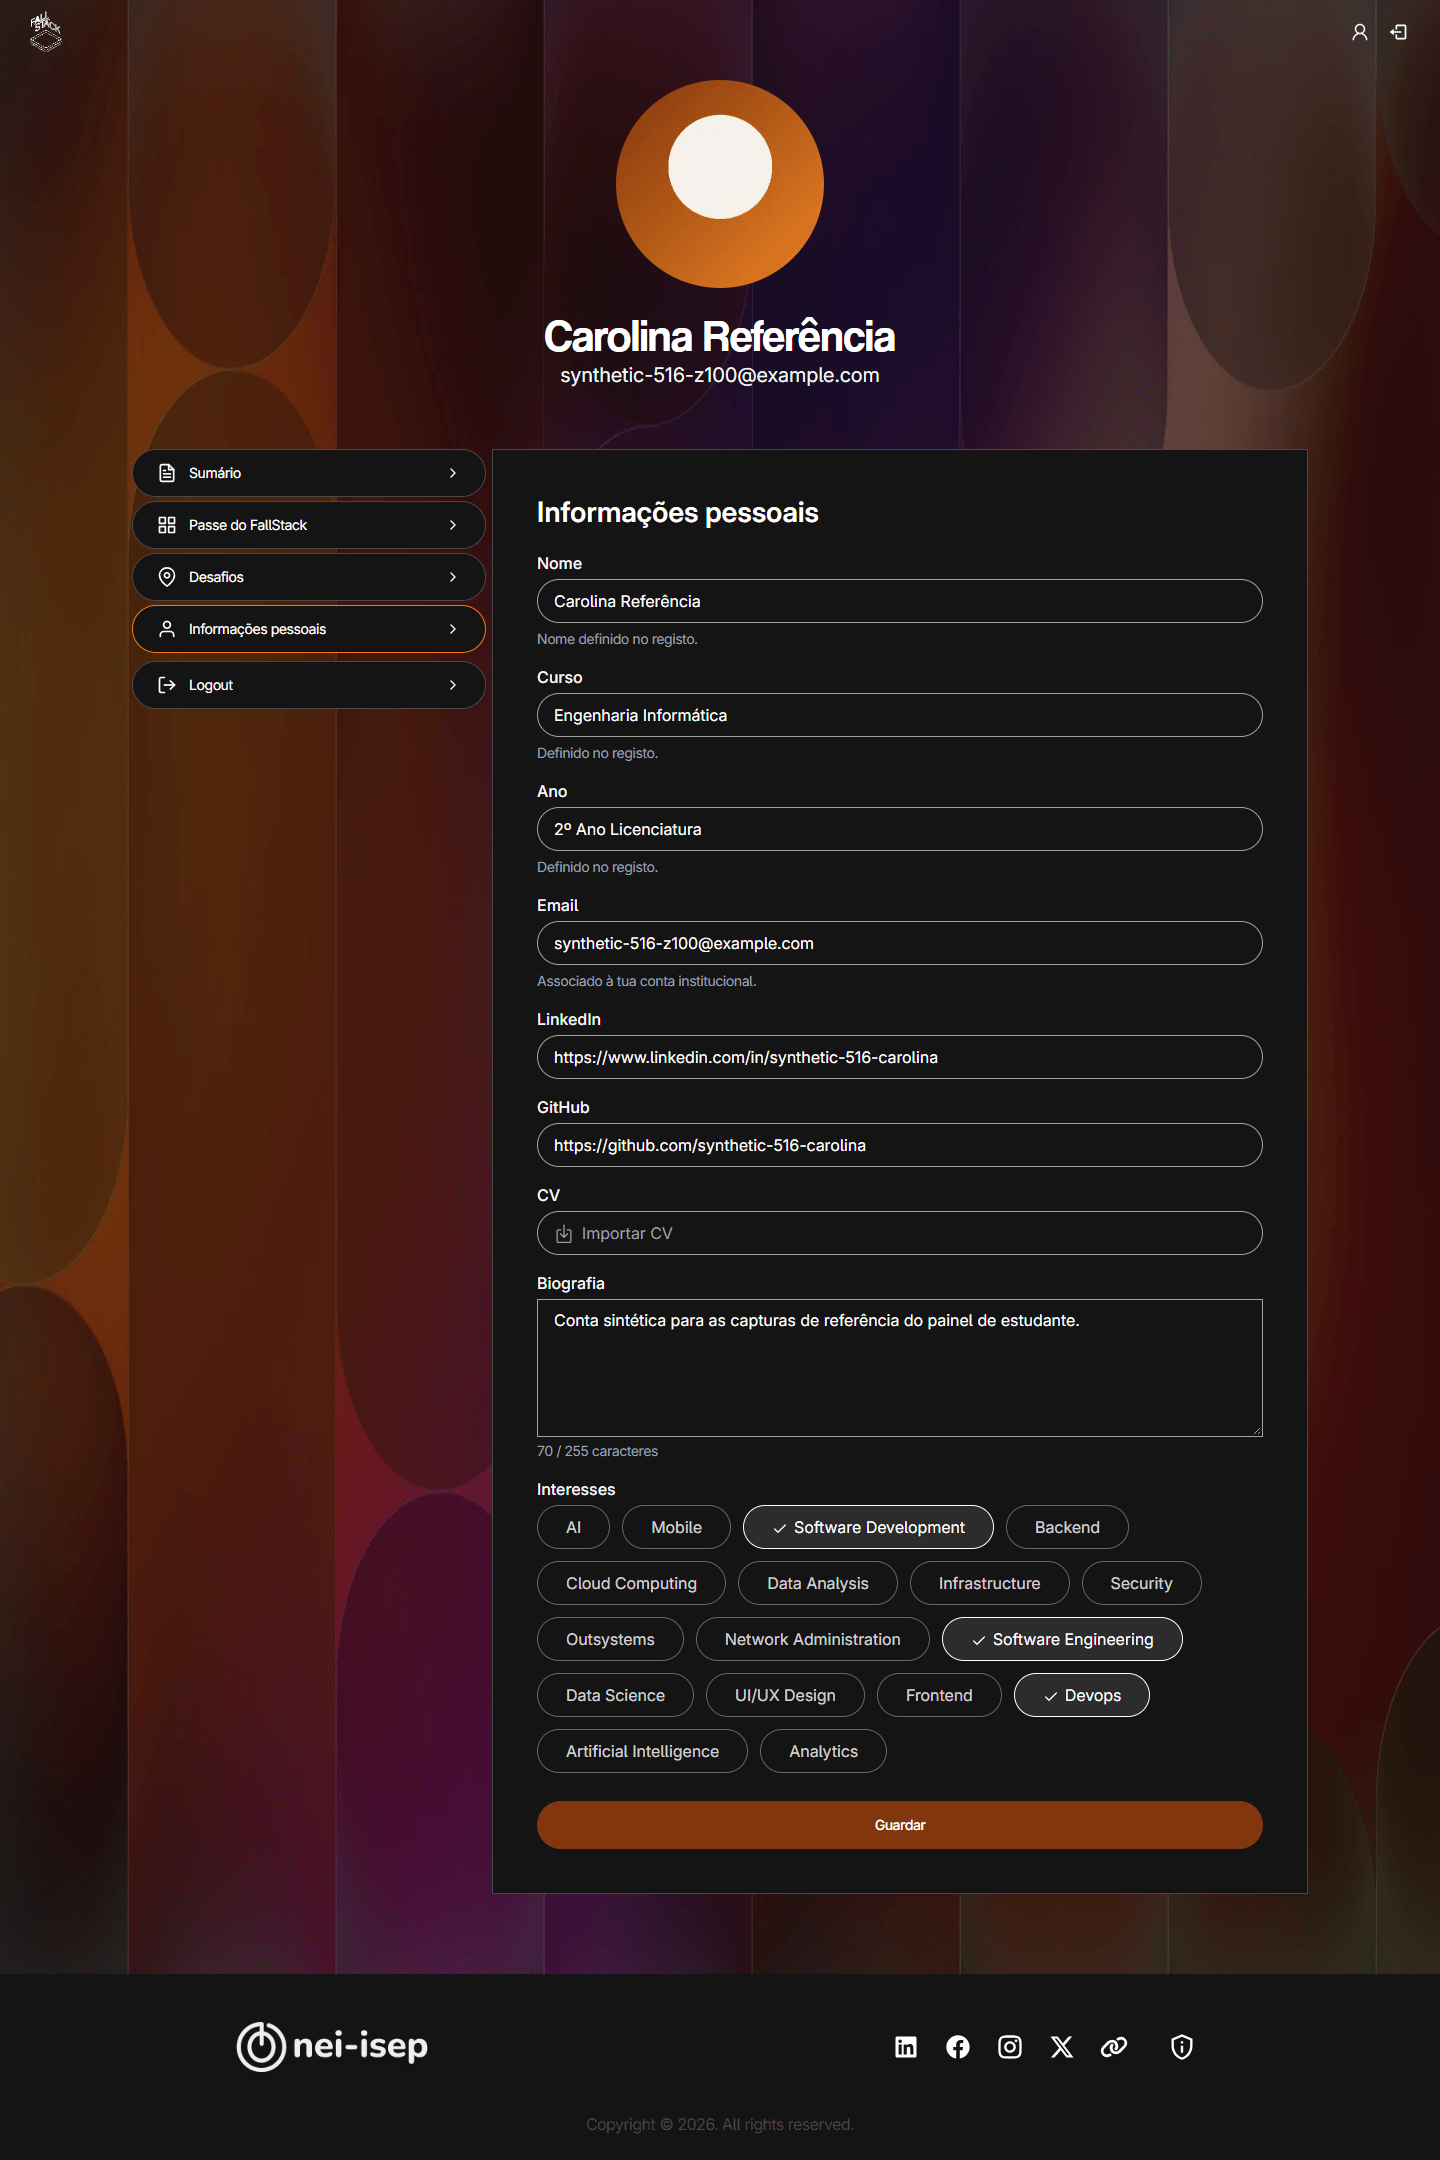 FALL
STACK
Carolina Referência
synthetic-516-z100@example.com
Sumário
Passe do FallStack
Desafios
Informações pessoais
Logout
Informações pessoais
Nome
Carolina Referência
Nome definido no registo.
Curso
Engenharia Informática
Definido no registo.
Ano
2º Ano Licenciatura
Definido no registo.
Email
synthetic-516-z100@example.com
Associado à tua conta institucional.
LinkedIn
https://www.linkedin.com/in/synthetic-516-carolina
GitHub
https://github.com/synthetic-516-carolina
CV
Importar CV
Biografia
Conta sintética para as capturas de referência do painel de estudante.
70 / 255 caracteres
Interesses
AI Mobile Software Development Backend
Cloud Computing Data Analysis Infrastructure Security
Outsystems Network Administration Software Engineering
Data Science UI/UX Design Frontend Devops
Artificial Intelligence Analytics
Guardar
nei-isep
Copyright © 2026. All rights reserved.